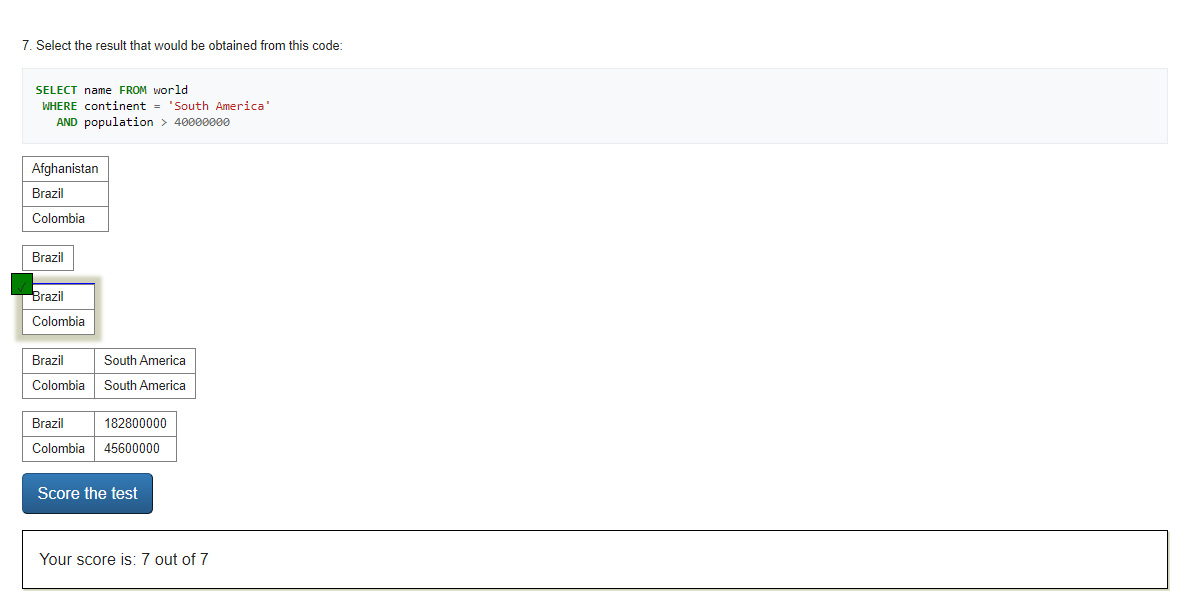 7. Select the result that would be obtained from this code:
SELECT name FROM world
WHERE continent = 'South America'
AND population > 40000000
Afghanistan
Brazil
Colombia
Brazil
Brazil
Colombia
Brazil South America
Colombia South America
Brazil 182800000
Colombia 45600000
Score the test
Your score is: 7 out of 7